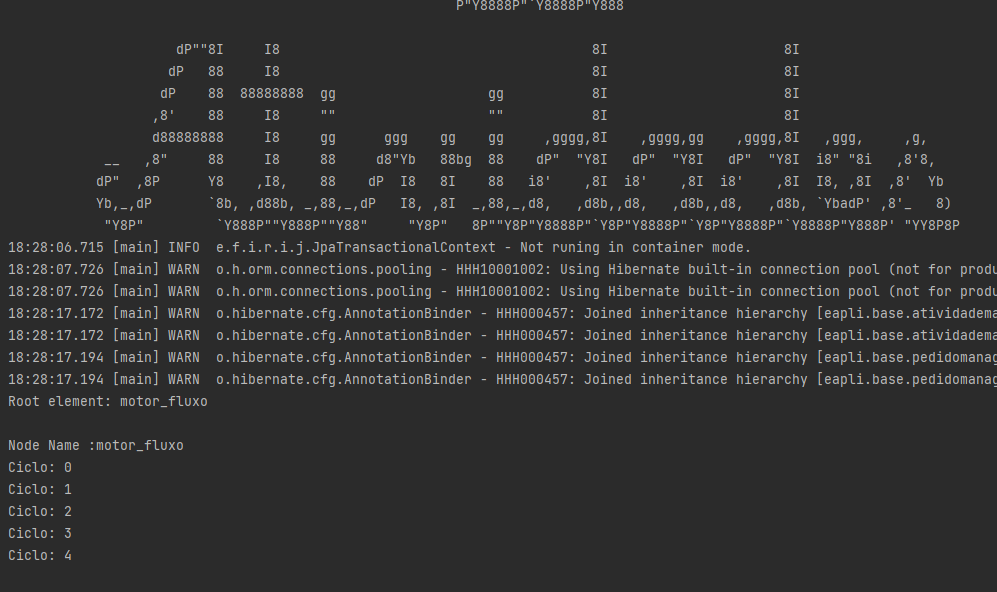 P"Y8888P"`Y8888P"Y888
dP""8I     I8                                       8I                      8I
dP   88     I8                                       8I                      8I
dP    88  88888888  gg                   gg           8I                      8I
,8'    88     I8     ""                   ""           8I                      8I
d88888888     I8     gg      ggg    gg    gg     ,gggg,8I    ,gggg,gg    ,gggg,8I   ,ggg,     ,g,
__   ,8"     88     I8     88     d8"Yb   88bg  88    dP"  "Y8I   dP"  "Y8I   dP"  "Y8I  i8" "8i   ,8'8,
dP"  ,8P      Y8    ,I8,    88    dP  I8   8I    88   i8'    ,8I  i8'    ,8I  i8'    ,8I  I8, ,8I  ,8'  Yb
Yb,_,dP       `8b, ,d88b, _,88,_,dP   I8, ,8I  _,88,_,d8,   ,d8b,,d8,   ,d8b,,d8,   ,d8b, `YbadP' ,8'_   8)
"Y8P"         `Y888P""Y888P""Y88"     "Y8P"   8P""Y8P"Y8888P"`Y8P"Y8888P"`Y8P"Y8888P"`Y8888P"Y888P' "YY8P8P
18:28:06.715 [main] INFO  e.f.i.r.i.j.JpaTransactionalContext - Not runing in container mode.
18:28:07.726 [main] WARN  o.h.orm.connections.pooling - HHH10001002: Using Hibernate built-in connection pool (not for produ
18:28:07.726 [main] WARN  o.h.orm.connections.pooling - HHH10001002: Using Hibernate built-in connection pool (not for produ
18:28:17.172 [main] WARN  o.hibernate.cfg.AnnotationBinder - HHH000457: Joined inheritance hierarchy [eapli.base.atividadema
18:28:17.172 [main] WARN  o.hibernate.cfg.AnnotationBinder - HHH000457: Joined inheritance hierarchy [eapli.base.atividadema
18:28:17.194 [main] WARN  o.hibernate.cfg.AnnotationBinder - HHH000457: Joined inheritance hierarchy [eapli.base.pedidomanag
18:28:17.194 [main] WARN  o.hibernate.cfg.AnnotationBinder - HHH000457: Joined inheritance hierarchy [eapli.base.pedidomanag
Root element: motor_fluxo
Node Name :motor_fluxo
Ciclo: 0
Ciclo: 1
Ciclo: 2
Ciclo: 3
Ciclo: 4